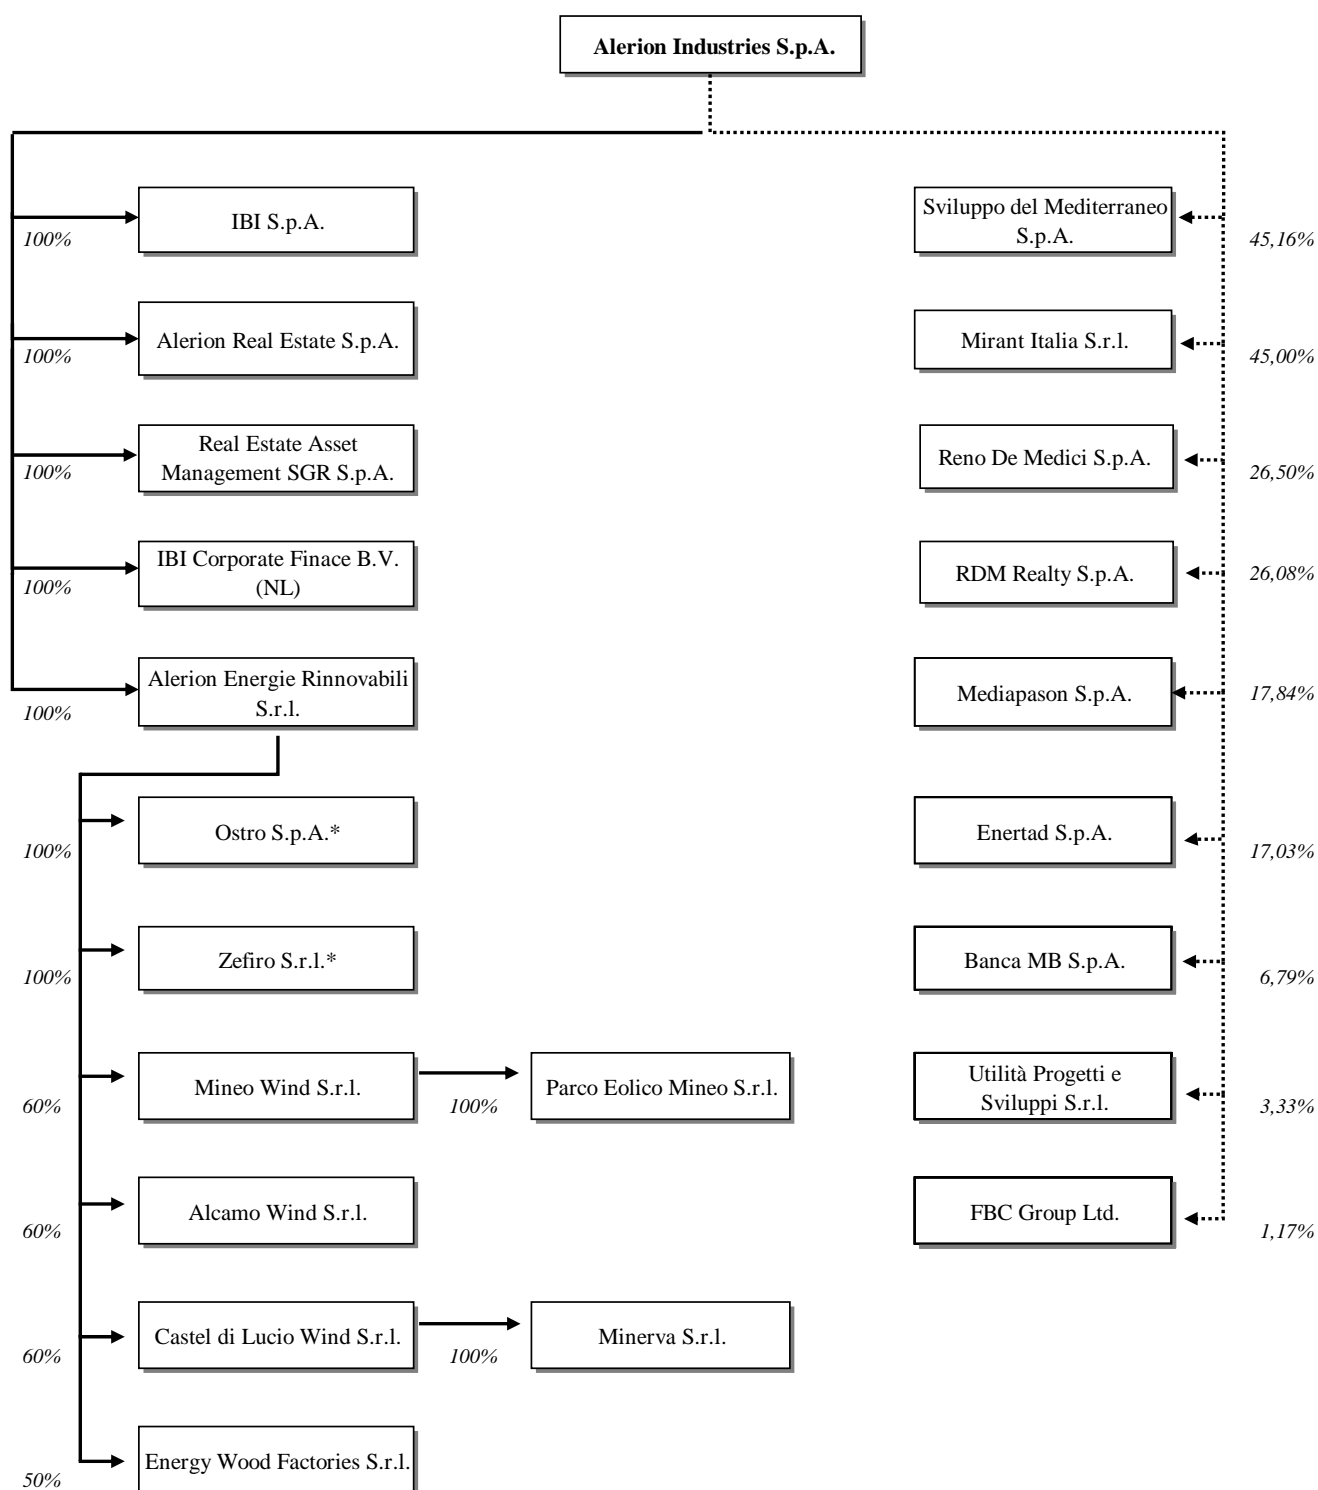 Alerion Industries S.p.A.
IBI S.p.A.
100%
Sviluppo del Mediterraneo
S.p.A.
45,16%
Alerion Real Estate S.p.A.
100%
Mirant Italia S.r.l.
45,00%
Real Estate Asset
Management SGR S.p.A.
100%
Reno De Medici S.p.A.
26,50%
IBI Corporate Finace B.V.
(NL)
100%
RDM Realty S.p.A.
26,08%
Alerion Energie Rinnovabili
S.r.l.
100%
Mediapason S.p.A.
17,84%
Ostro S.p.A.*
100%
Enertad S.p.A.
17,03%
Zefiro S.r.l.*
100%
Banca MB S.p.A.
6,79%
Mineo Wind S.r.l.
60%
100%
Parco Eolico Mineo S.r.l.
Utilità Progetti e
Sviluppi S.r.l.
3,33%
Alcamo Wind S.r.l.
60%
FBC Group Ltd.
1,17%
Castel di Lucio Wind S.r.l.
60%
100%
Minerva S.r.l.
Energy Wood Factories S.r.l.
50%